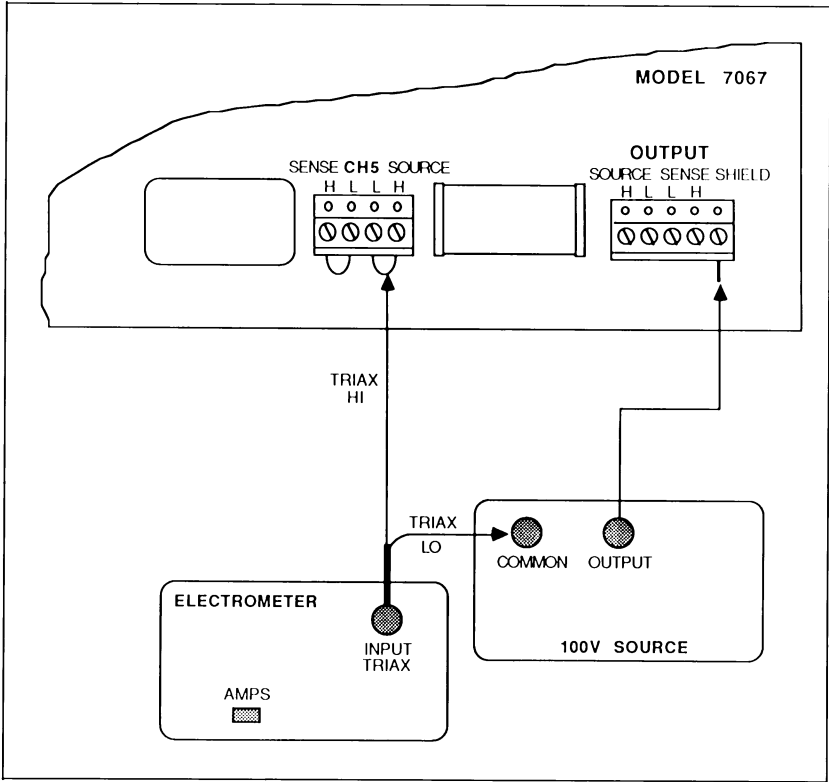 MODEL 7067
SENSE CH5 SOURCE
H L L H
OUTPUT
SOURCE SENSE SHIELD
H L L H
TRIAX
HI
TRIAX
LO
COMMON OUTPUT
100V SOURCE
ELECTROMETER
INPUT
TRIAX
AMPS